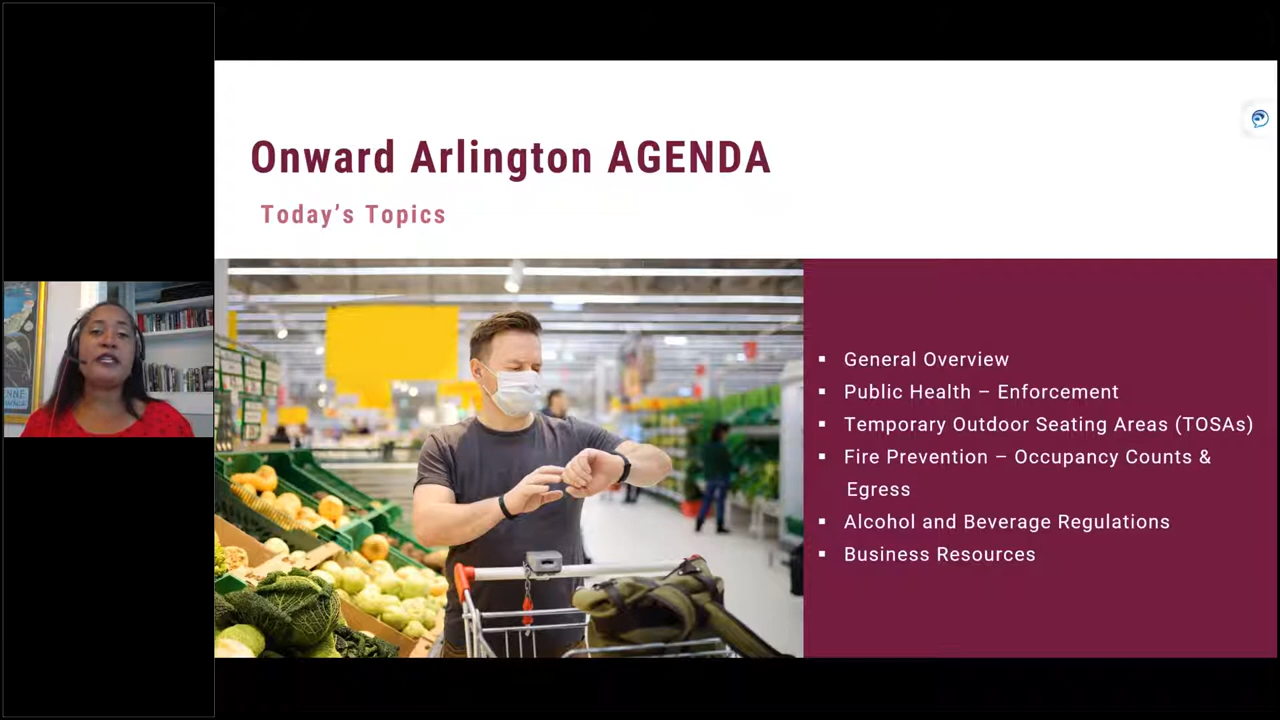 Onward Arlington AGENDA
Today's Topics
▪ General Overview
▪ Public Health – Enforcement
▪ Temporary Outdoor Seating Areas (TOSAs)
▪ Fire Prevention – Occupancy Counts &
Egress
▪ Alcohol and Beverage Regulations
▪ Business Resources